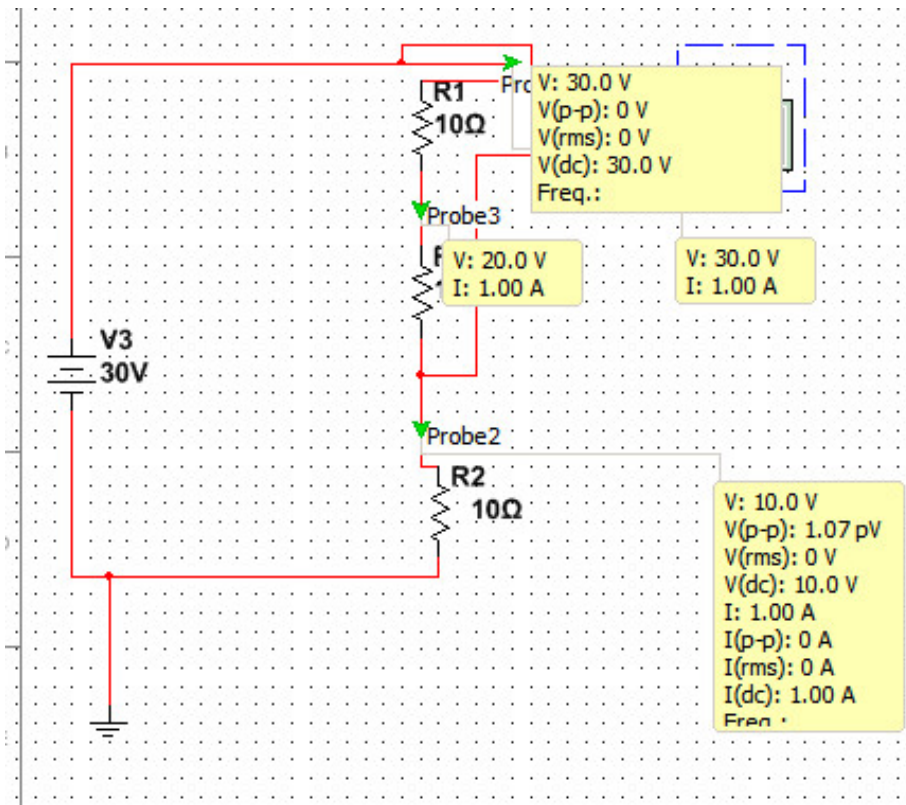 R1
10Ω
V: 30.0 V
V(p-p): 0 V
V(rms): 0 V
V(dc): 30.0 V
Freq.:
Probe3
V: 20.0 V
I: 1.00 A
V: 30.0 V
I: 1.00 A
V3
30V
Probe2
R2
10Ω
V: 10.0 V
V(p-p): 1.07 pV
V(rms): 0 V
V(dc): 10.0 V
I: 1.00 A
I(p-p): 0 A
I(rms): 0 A
I(dc): 1.00 A
Freq.: